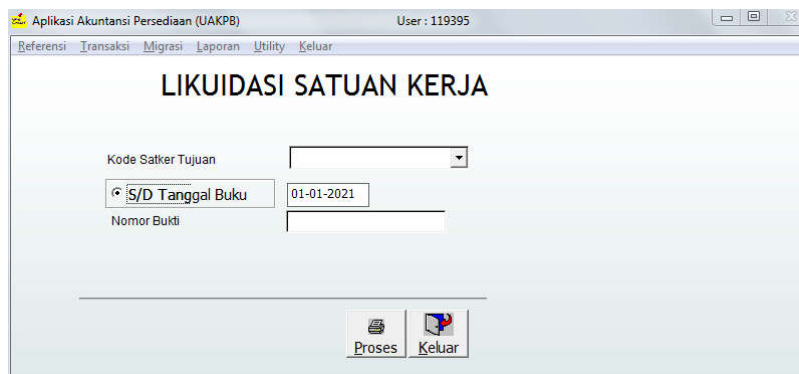 Aplikasi Akuntansi Persediaan (UAKPB) User : 119395
Referensi Transaksi Migrasi Laporan Utility Keluar
LIKUIDASI SATUAN KERJA
Kode Satker Tujuan
S/D Tanggal Buku 01-01-2021
Nomor Bukti
Proses Keluar